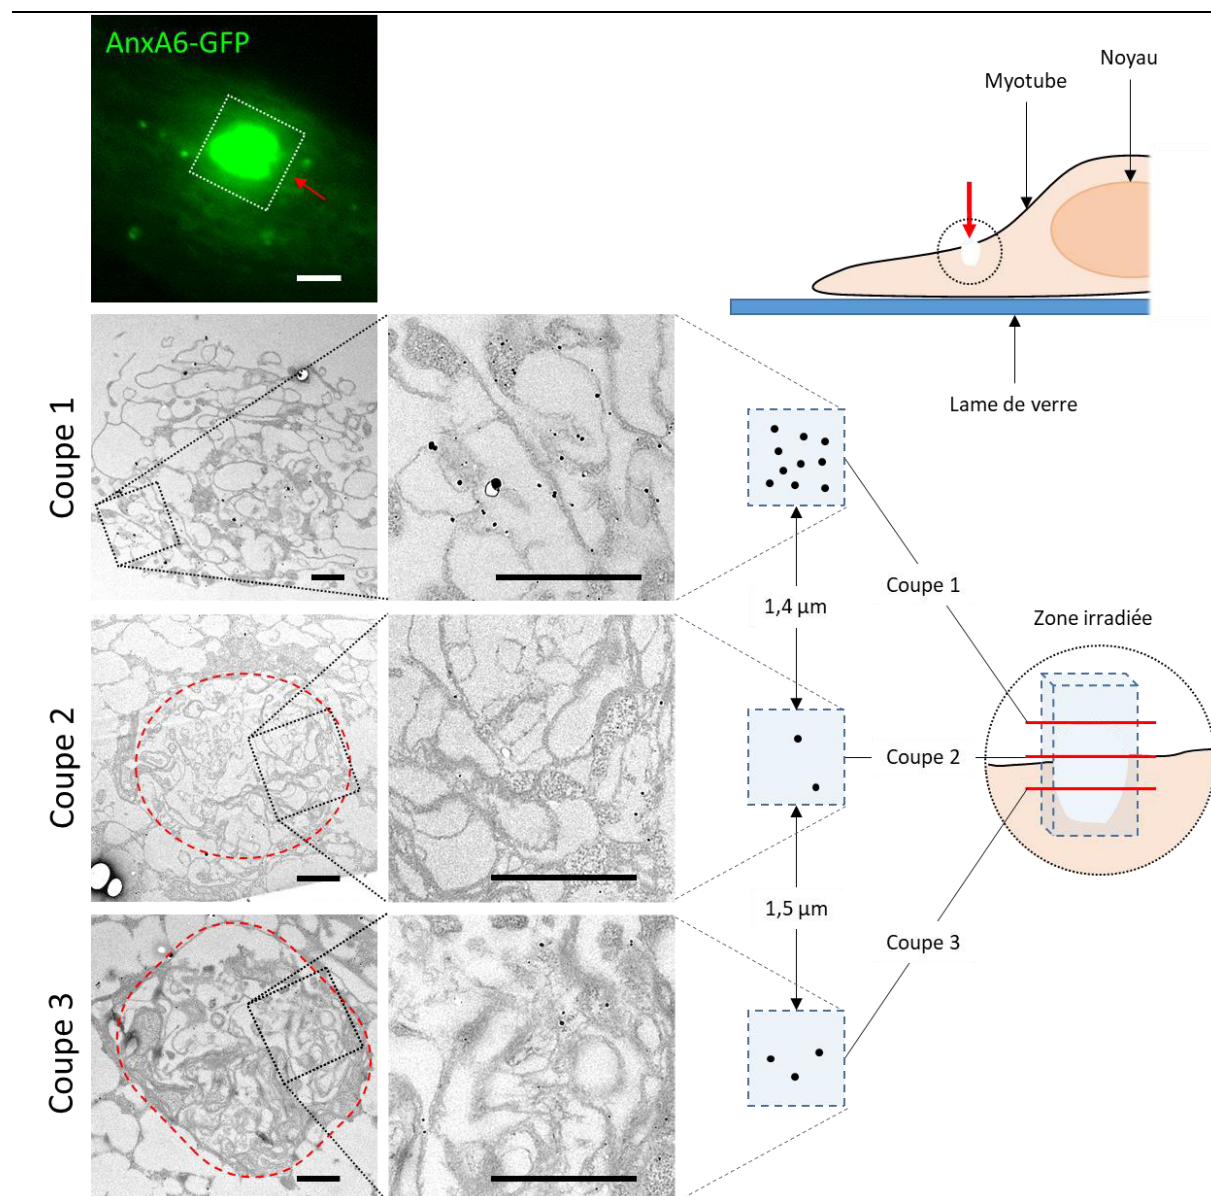 AnxA6-GFP
Noyau
Myotube
Lame de verre
Coupe 1
Coupe 1
1,4 µm
Zone irradiée
Coupe 2
Coupe 2
1,5 µm
Coupe 3
Coupe 3